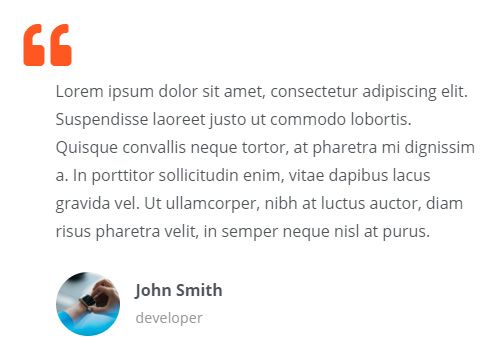 Lorem ipsum dolor sit amet, consectetur adipiscing elit.
Suspendisse laoreet justo ut commodo lobortis.
Quisque convallis neque tortor, at pharetra mi dignissim
a. In porttitor sollicitudin enim, vitae dapibus lacus
gravida vel. Ut ullamcorper, nibh at luctus auctor, diam
risus pharetra velit, in semper neque nisl at purus.
John Smith
developer